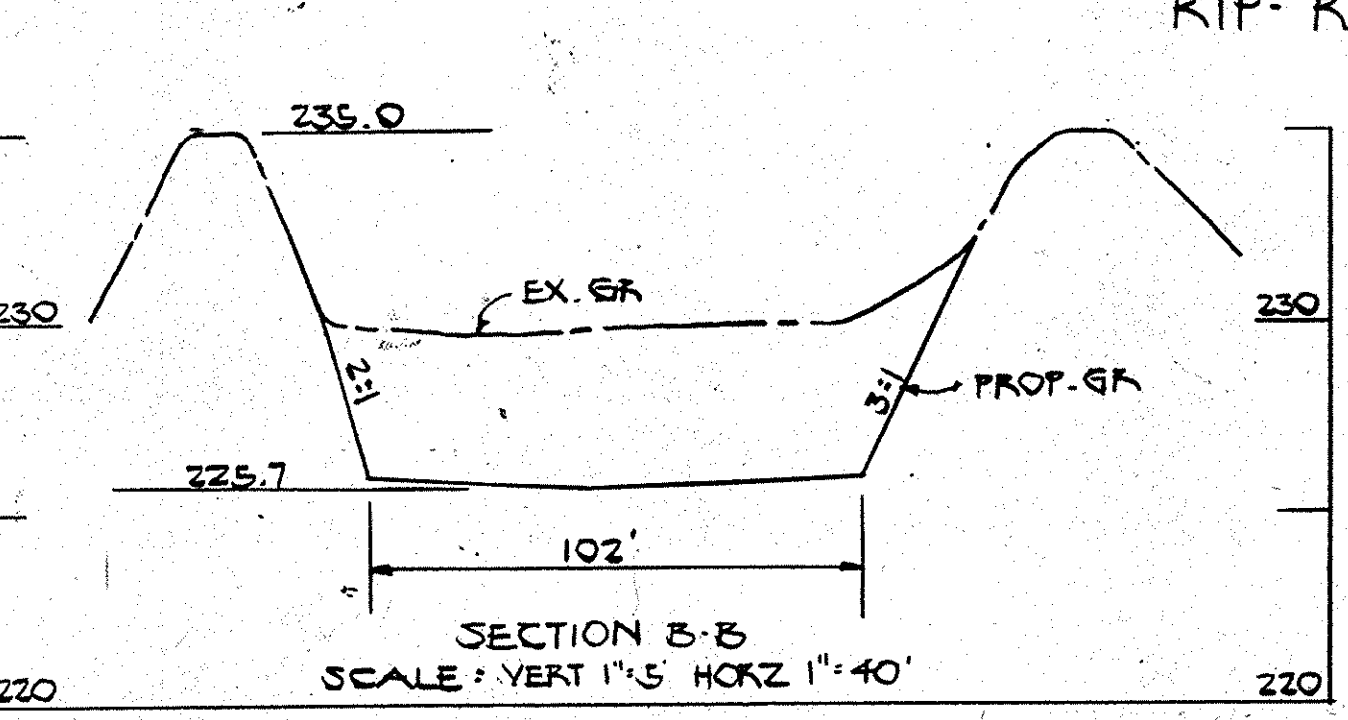 RIP- R
235.0
230
EX. GR
230
2:1
3:1
PROP-GR
225.7
102'
SECTION B-B
SCALE: VERT 1":5' HORZ 1":40'
220
220